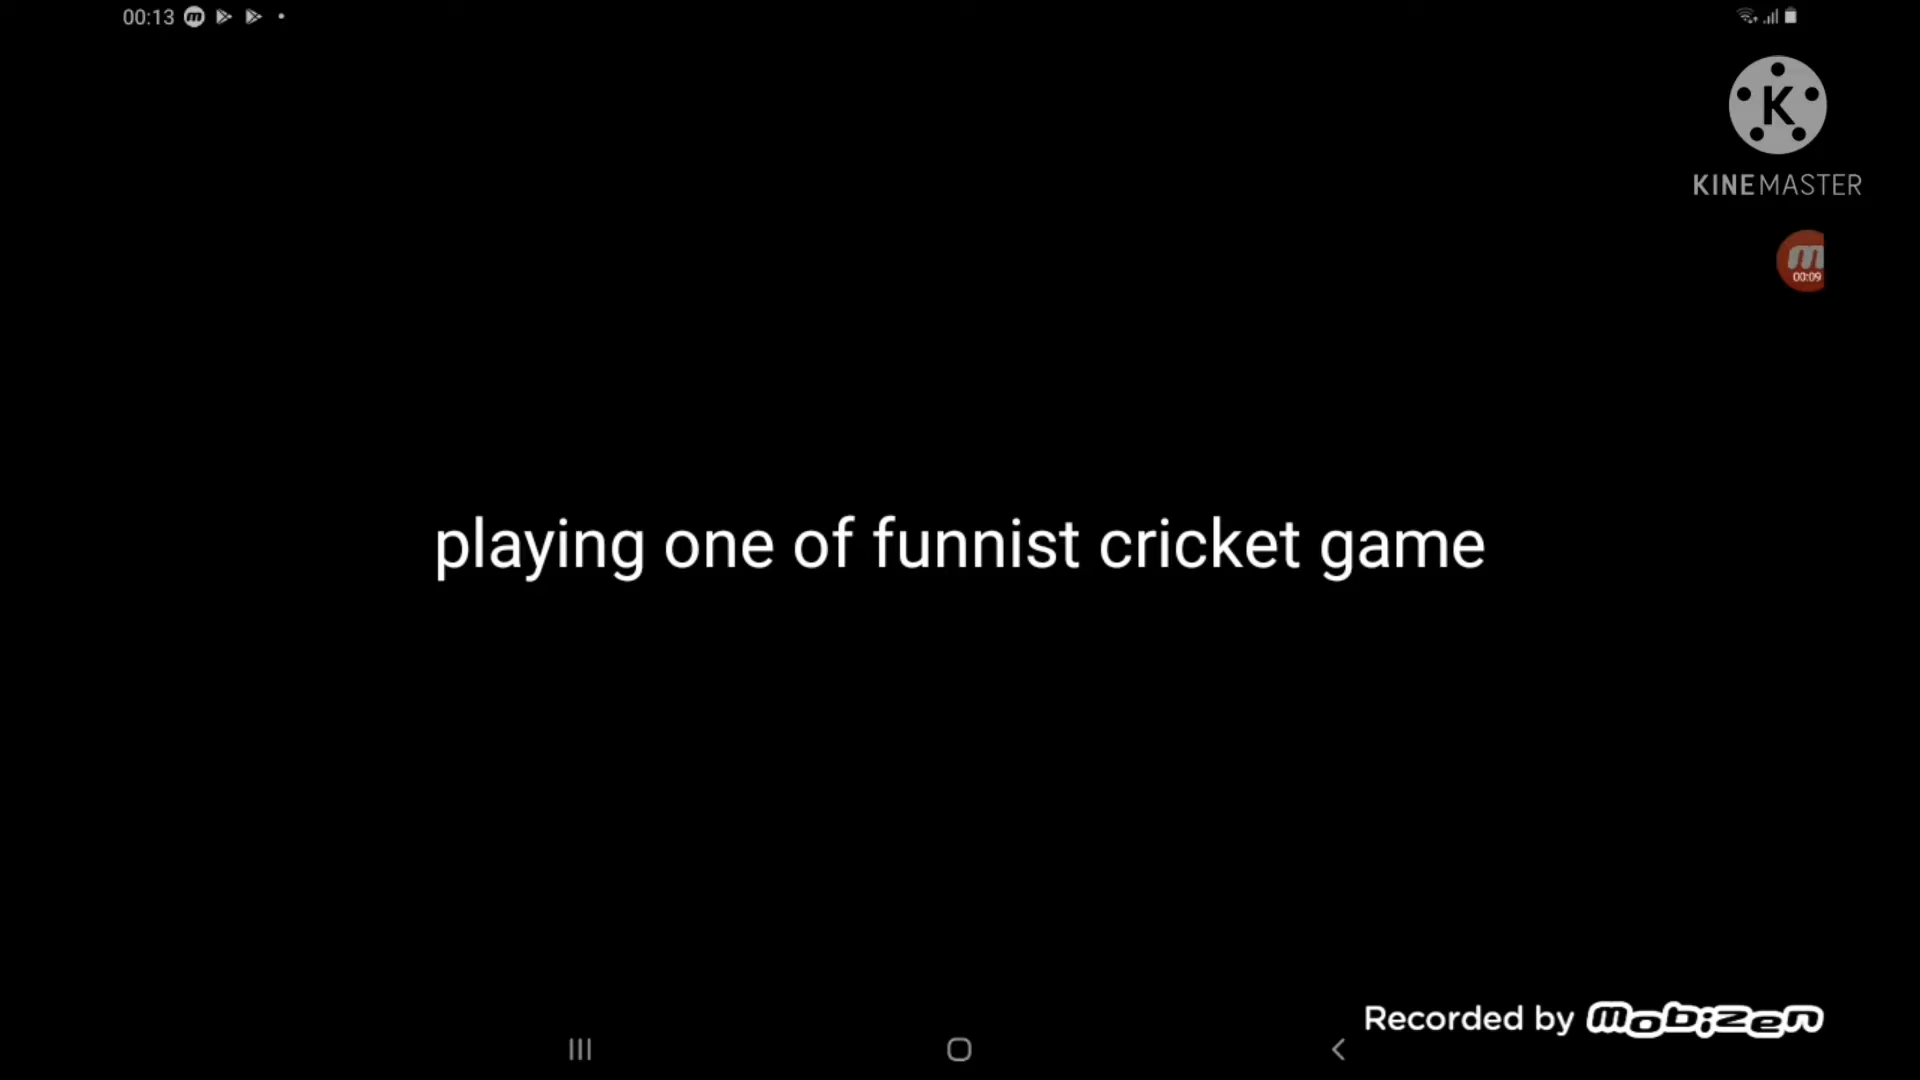 00:13
KINEMASTER
00:09
playing one of funnist cricket game
Recorded by mobizen